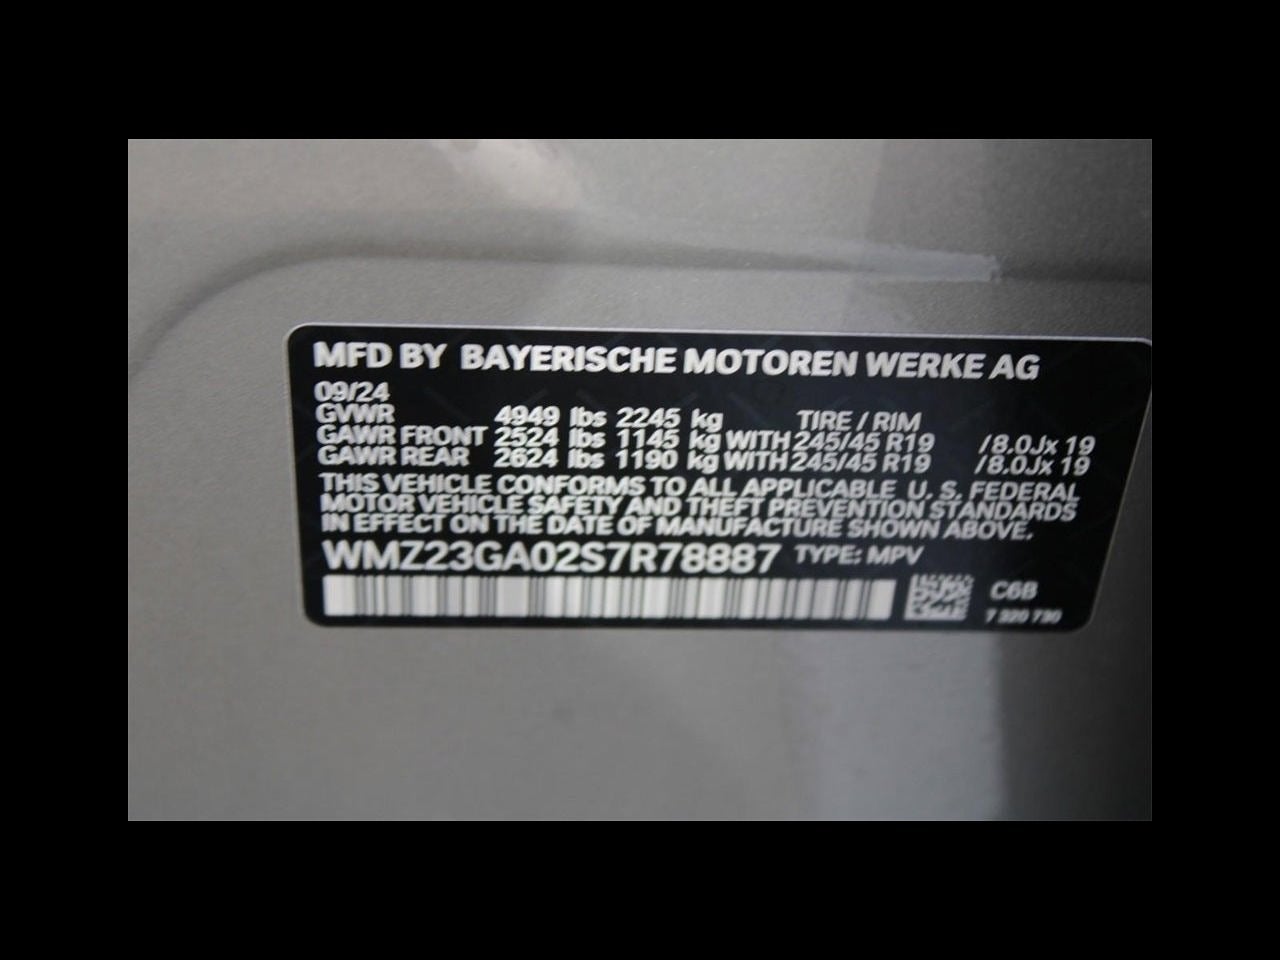 MFD BY BAYERISCHE MOTOREN WERKE AG
09/24
GVWR 4949 lbs 2245 kg TIRE / RIM
GAWR FRONT 2524 lbs 1145 kg WITH 245/45 R19 /8.0Jx 19
GAWR REAR 2624 lbs 1190 kg WITH 245/45 R19 /8.0Jx 19
THIS VEHICLE CONFORMS TO ALL APPLICABLE U. S. FEDERAL
MOTOR VEHICLE SAFETY AND THEFT PREVENTION STANDARDS
IN EFFECT ON THE DATE OF MANUFACTURE SHOWN ABOVE.
WMZ23GA02S7R78887 TYPE: MPV
C6B
7 320 730